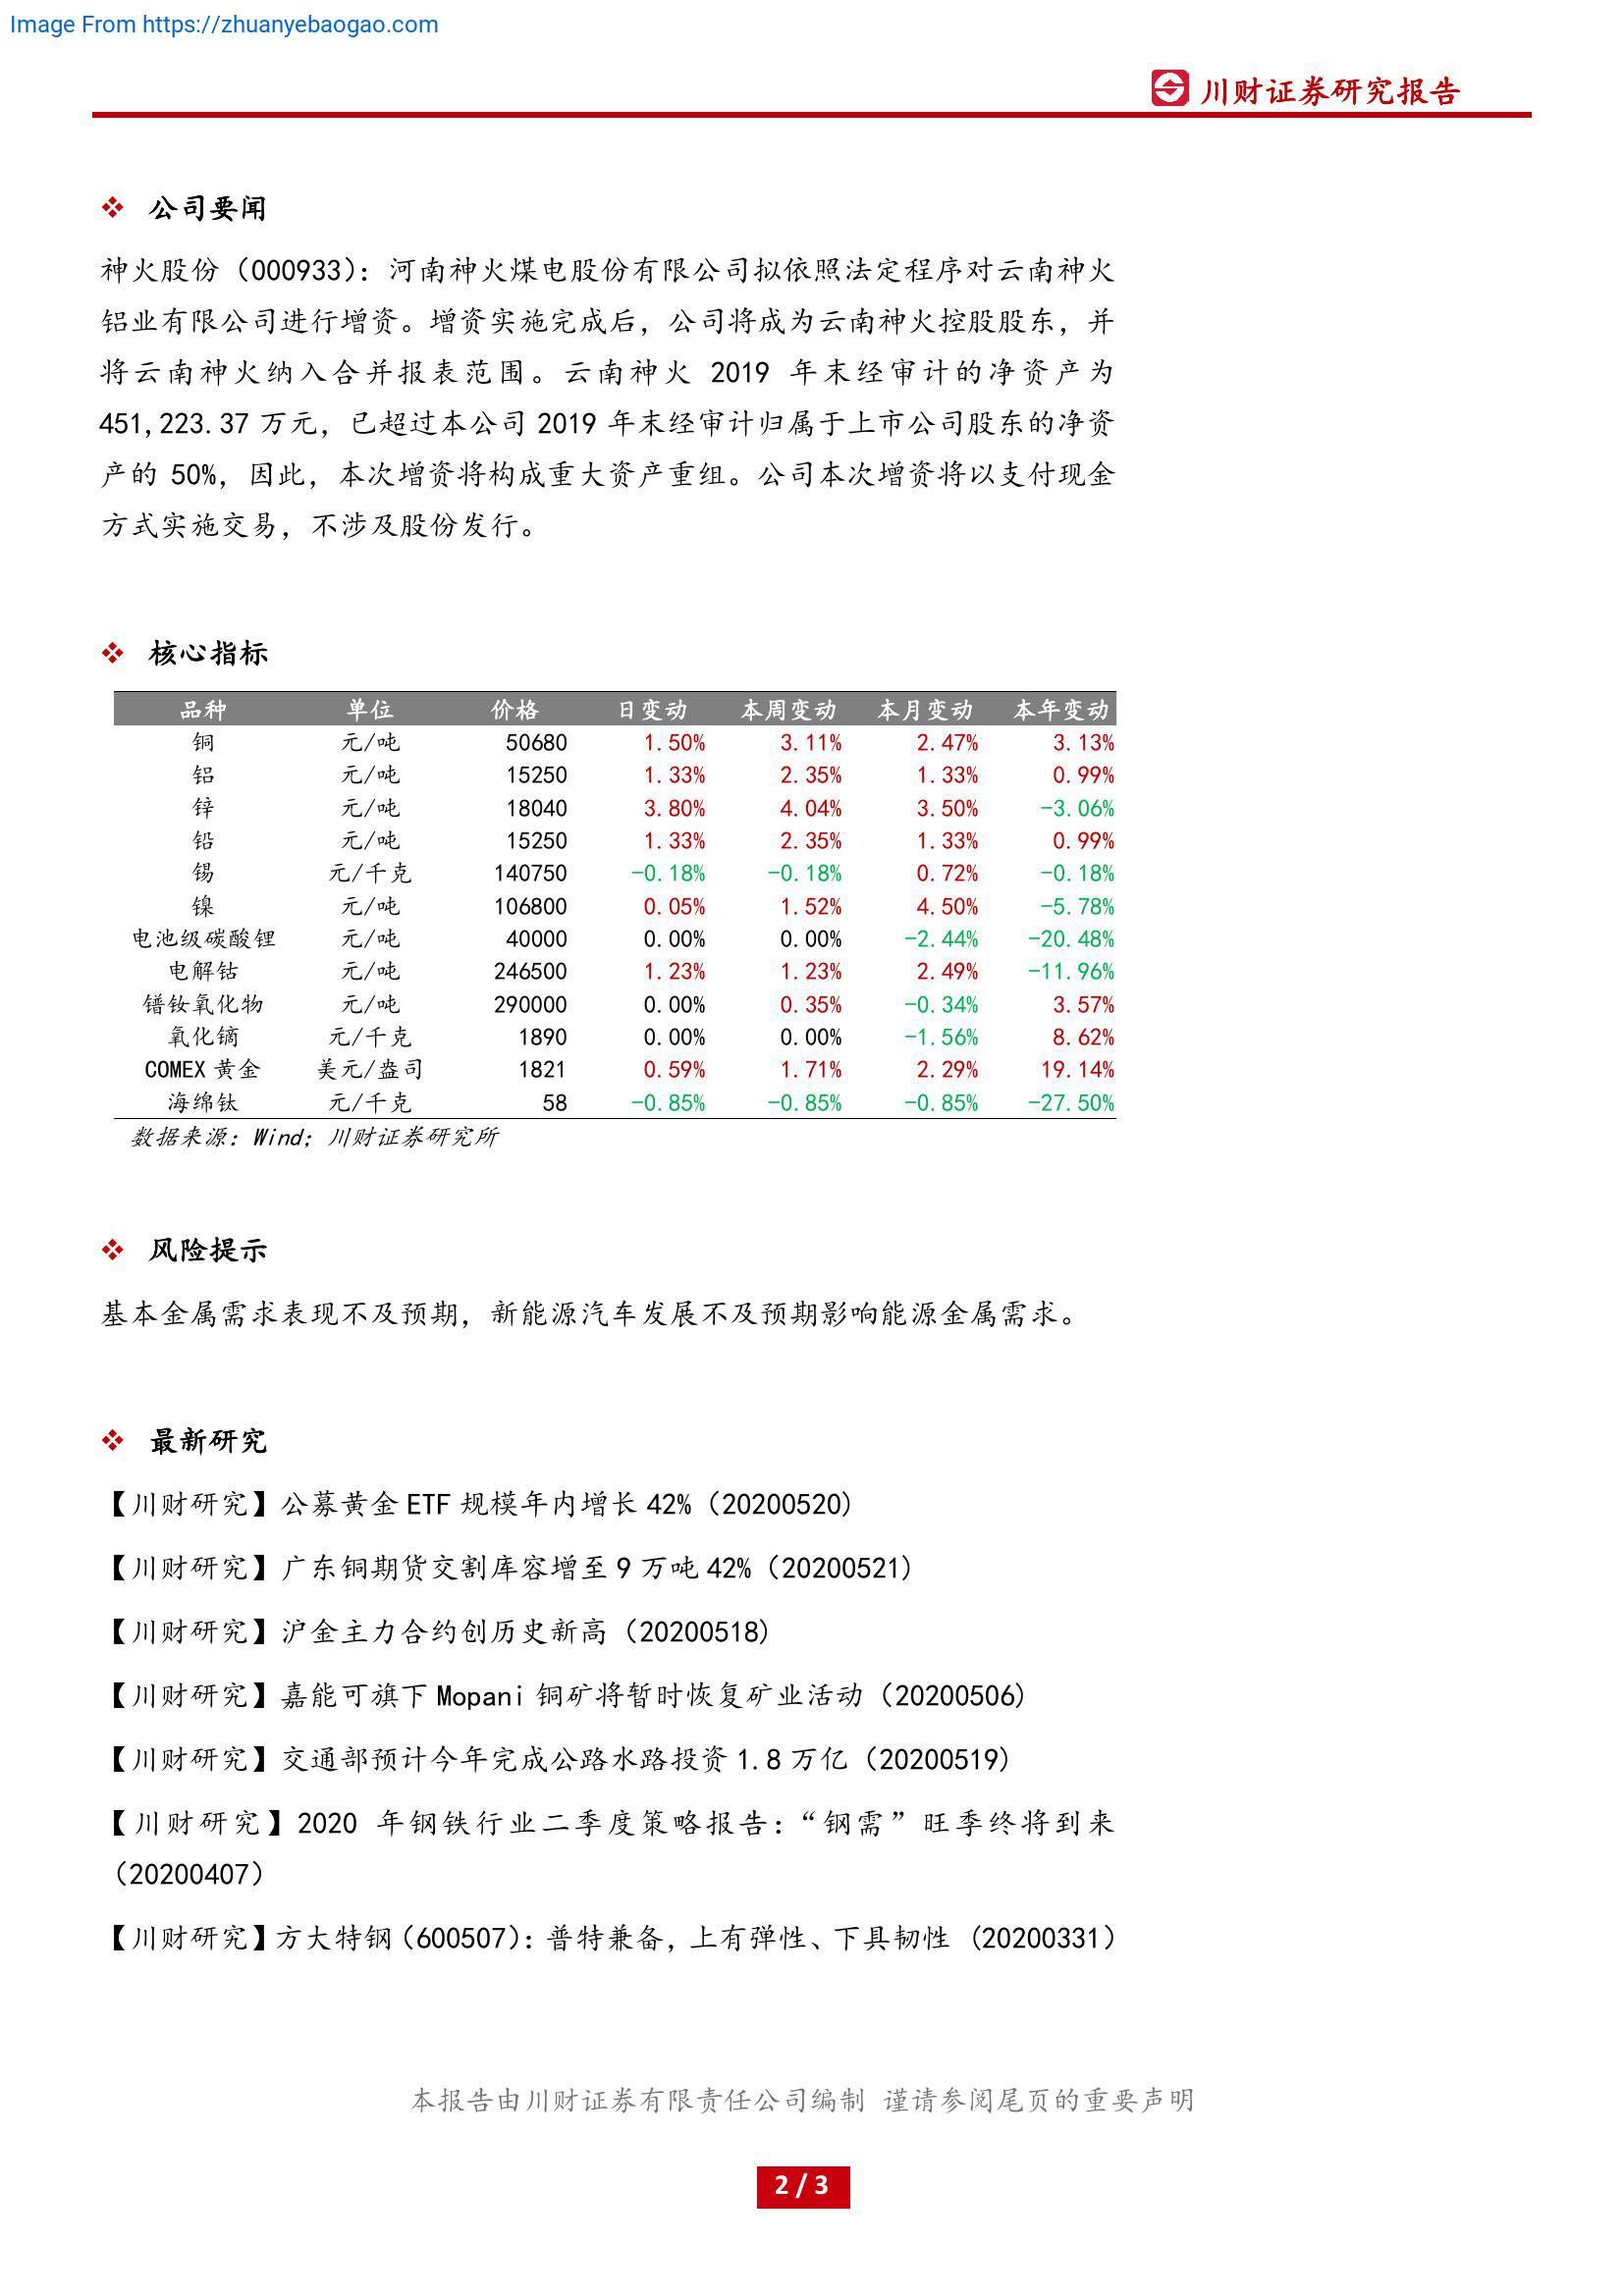 Image From https://zhuanyebaogao.com
川财证券研究报告
公司要闻
神火股份（000933）：河南神火煤电股份有限公司拟依照法定程序对云南神火
铝业有限公司进行增资。增资实施完成后，公司将成为云南神火控股股东，并
将云南神火纳入合并报表范围。云南神火 2019 年末经审计的净资产为
451,223.37 万元，已超过本公司 2019 年末经审计归属于上市公司股东的净资
产的 50%，因此，本次增资将构成重大资产重组。公司本次增资将以支付现金
方式实施交易，不涉及股份发行。
核心指标
品种 单位 价格 日变动 本周变动 本月变动 本年变动
铜 元/吨 50680 1.50% 3.11% 2.47% 3.13%
铝 元/吨 15250 1.33% 2.35% 1.33% 0.99%
锌 元/吨 18040 3.80% 4.04% 3.50% -3.06%
铅 元/吨 15250 1.33% 2.35% 1.33% 0.99%
锡 元/千克 140750 -0.18% -0.18% 0.72% -0.18%
镍 元/吨 106800 0.05% 1.52% 4.50% -5.78%
电池级碳酸锂 元/吨 40000 0.00% 0.00% -2.44% -20.48%
电解钴 元/吨 246500 1.23% 1.23% 2.49% -11.96%
镨钕氧化物 元/吨 290000 0.00% 0.35% -0.34% 3.57%
氧化镝 元/千克 1890 0.00% 0.00% -1.56% 8.62%
COMEX 黄金 美元/盎司 1821 0.59% 1.71% 2.29% 19.14%
海绵钛 元/千克 58 -0.85% -0.85% -0.85% -27.50%
数据来源：Wind；川财证券研究所
风险提示
基本金属需求表现不及预期，新能源汽车发展不及预期影响能源金属需求。
最新研究
【川财研究】公募黄金 ETF 规模年内增长 42%（20200520）
【川财研究】广东铜期货交割库容增至 9 万吨 42%（20200521）
【川财研究】沪金主力合约创历史新高（20200518）
【川财研究】嘉能可旗下 Mopani 铜矿将暂时恢复矿业活动（20200506）
【川财研究】交通部预计今年完成公路水路投资 1.8 万亿（20200519）
【川财研究】2020 年钢铁行业二季度策略报告：“钢需”旺季终将到来
（20200407）
【川财研究】方大特钢（600507）：普特兼备，上有弹性、下具韧性（20200331）
本报告由川财证券有限责任公司编制 谨请参阅尾页的重要声明
2 / 3